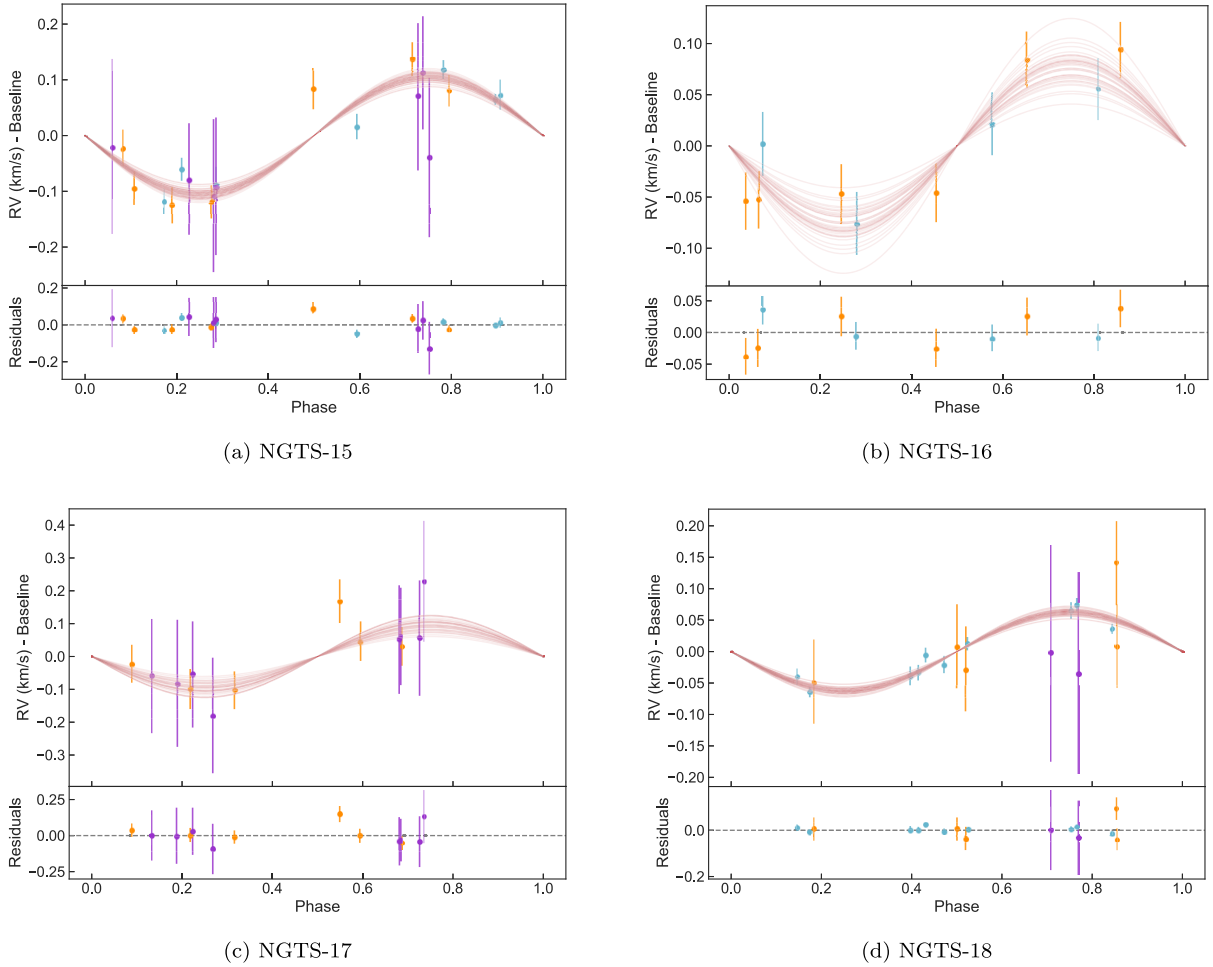 0.2
0.1
0.0
−0.1
−0.2
RV (km/s) - Baseline
0.2
0.0
−0.2
Residuals
0.0 0.2 0.4 0.6 0.8 1.0
Phase
(a) NGTS-15
0.10
0.05
0.00
−0.05
−0.10
RV (km/s) - Baseline
0.05
0.00
−0.05
Residuals
0.0 0.2 0.4 0.6 0.8 1.0
Phase
(b) NGTS-16
0.4
0.3
0.2
0.1
0.0
−0.1
−0.2
−0.3
RV (km/s) - Baseline
0.25
0.00
−0.25
Residuals
0.0 0.2 0.4 0.6 0.8 1.0
Phase
(c) NGTS-17
0.20
0.15
0.10
0.05
0.00
−0.05
−0.10
−0.15
−0.20
RV (km/s) - Baseline
0.0
−0.2
Residuals
0.0 0.2 0.4 0.6 0.8 1.0
Phase
(d) NGTS-18